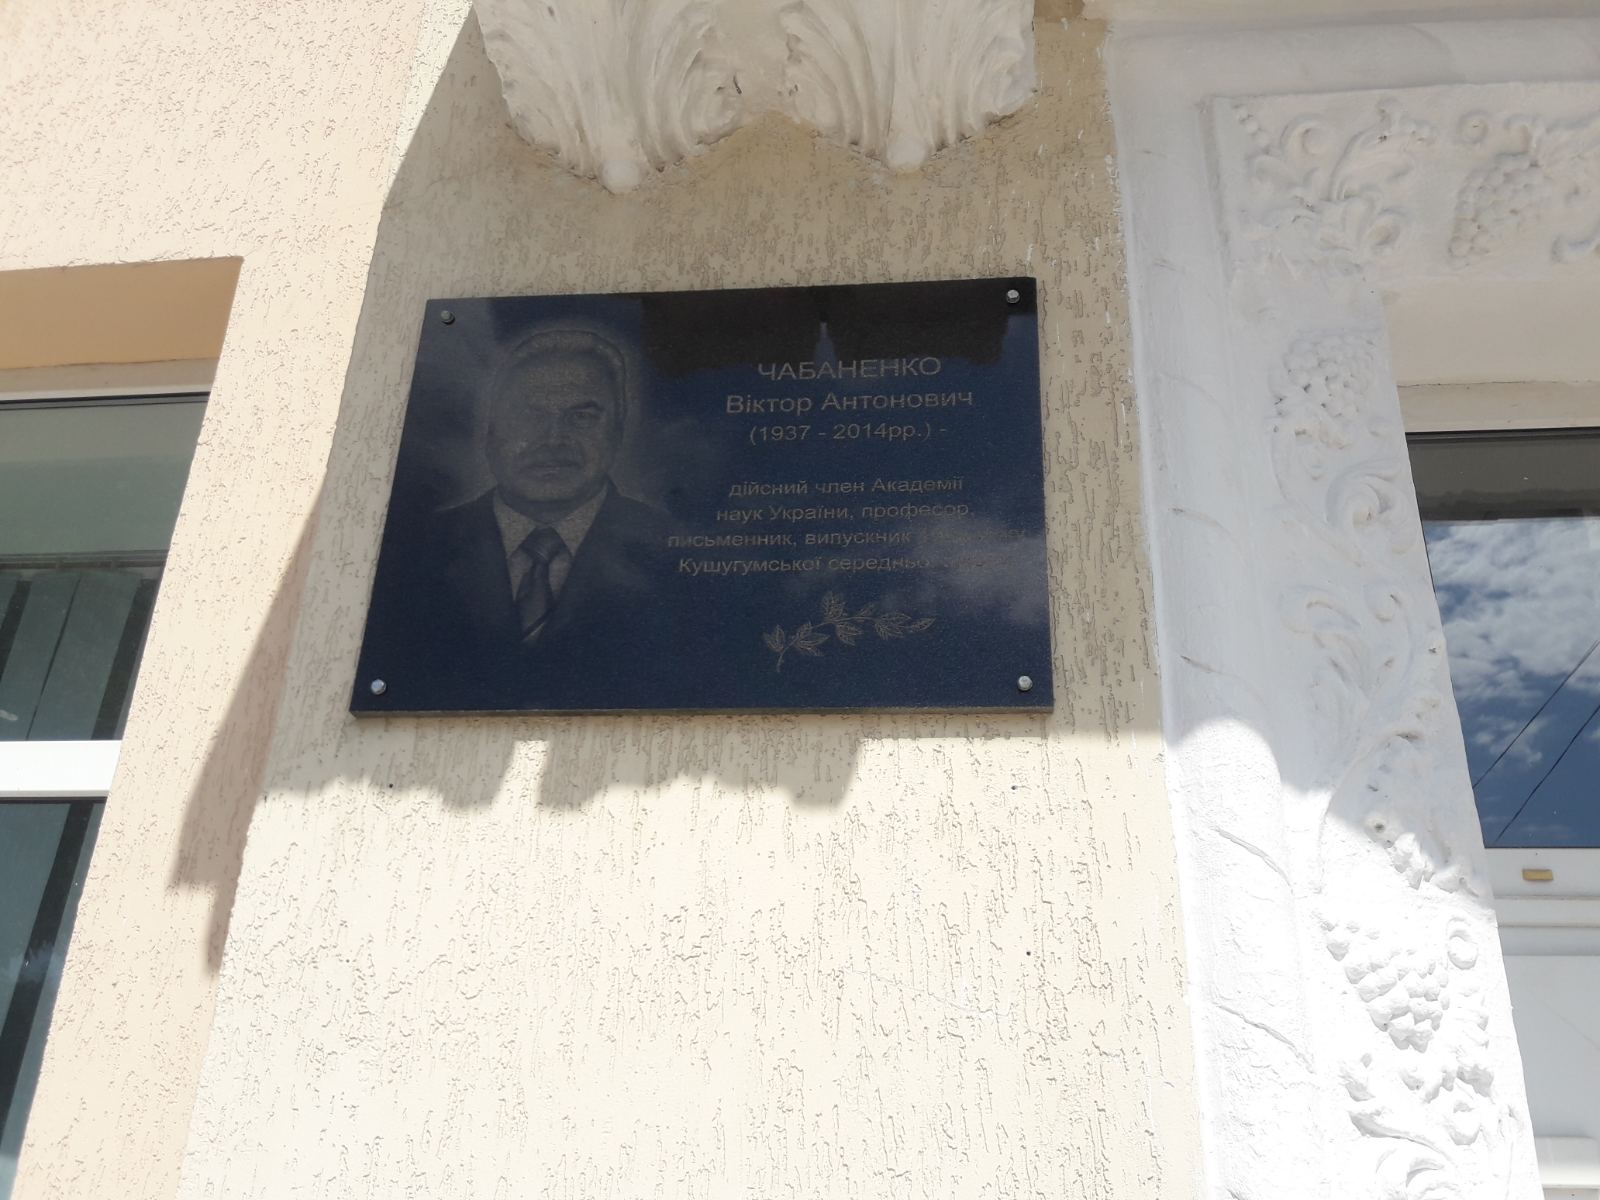 ЧАБАНЕНКО
Віктор Антонович
(1937 - 2014рр.) -
дійсний член Академії
наук України, професор,
письменник, випускник
Кушугумської середньої